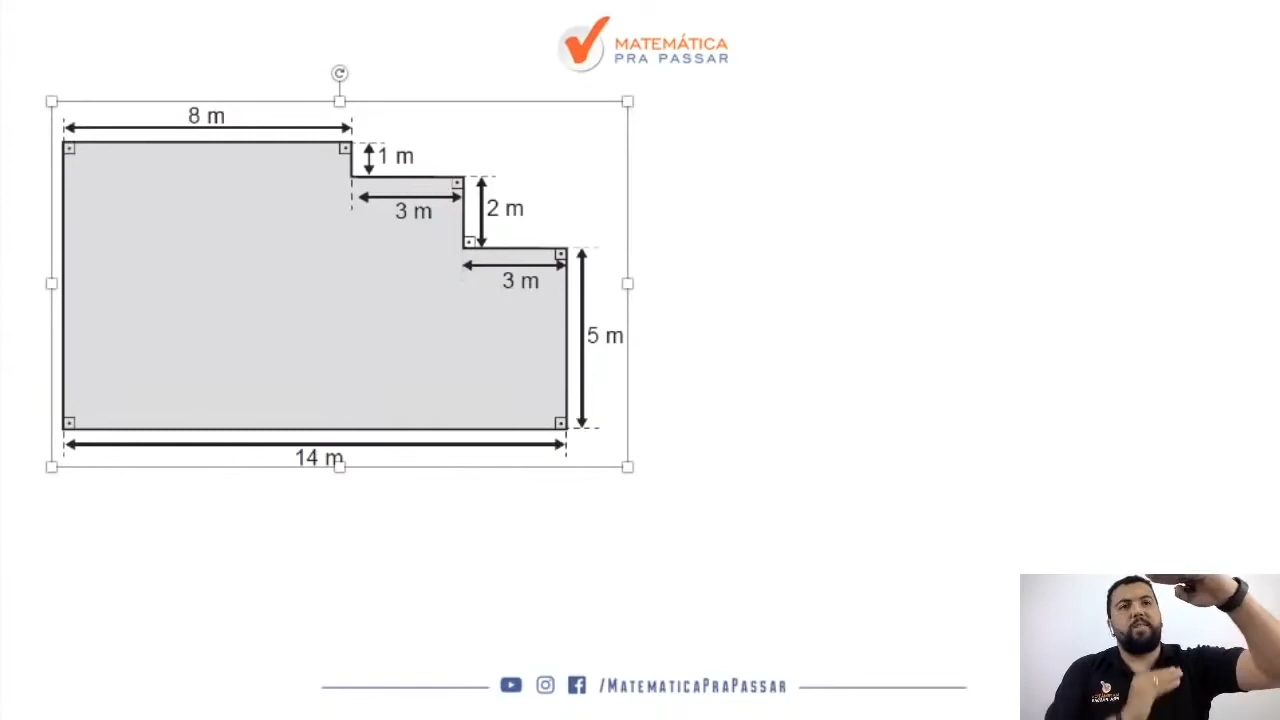 MATEMÁTICA
PRA PASSAR
8 m
1 m
3 m
2 m
3 m
5 m
14 m
/MATEMATICAPRAPASSAR